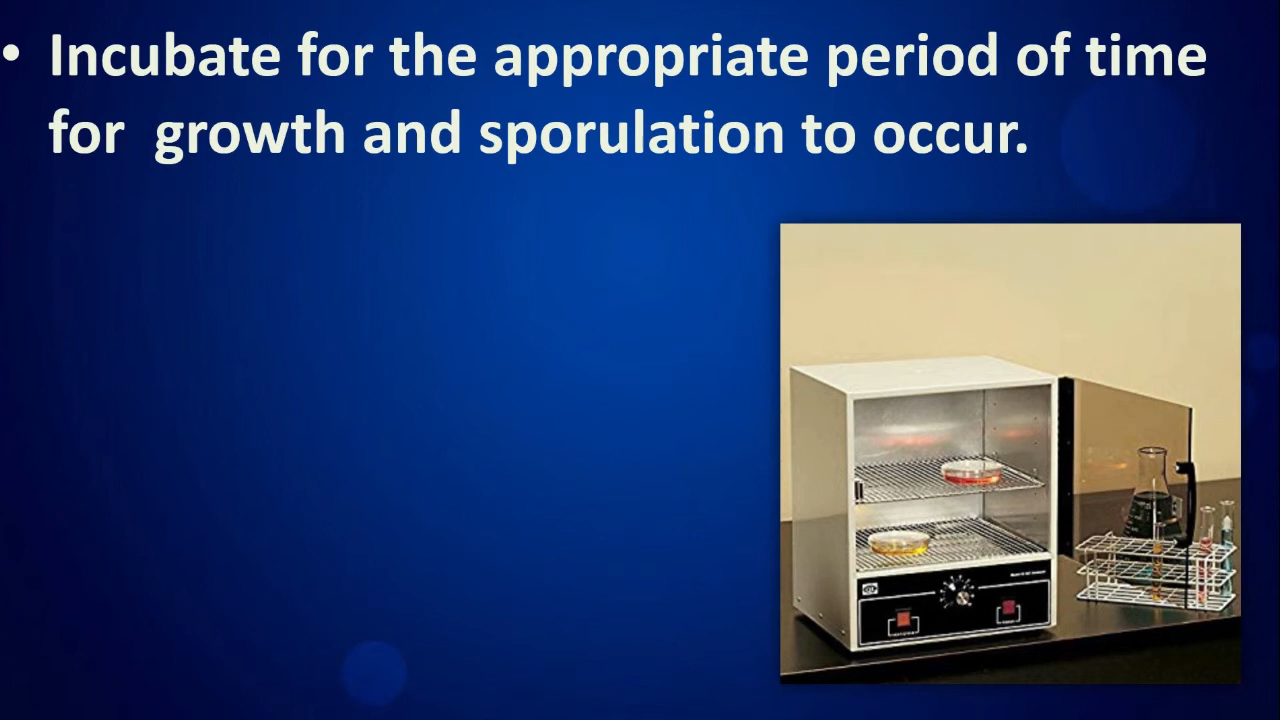 • Incubate for the appropriate period of time
for  growth and sporulation to occur.